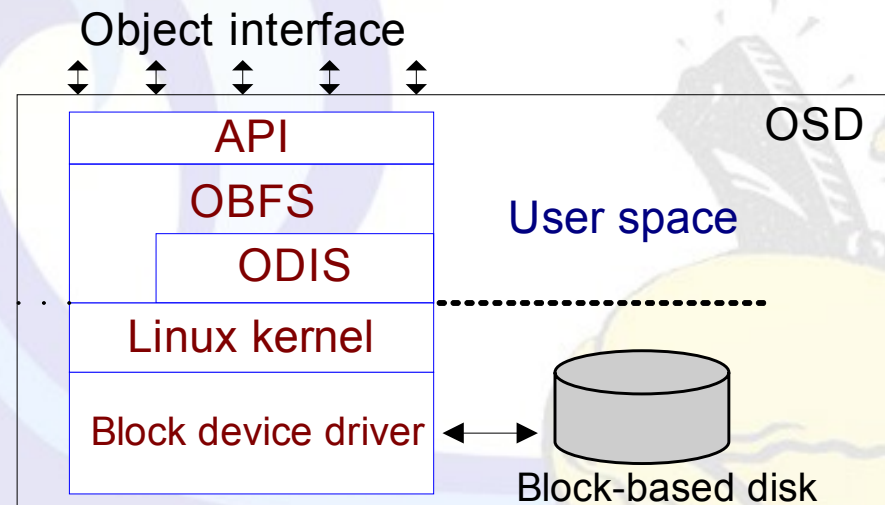 Object interface
API
OSD
OBFS
User space
ODIS
Linux kernel
Block device driver
Block-based disk